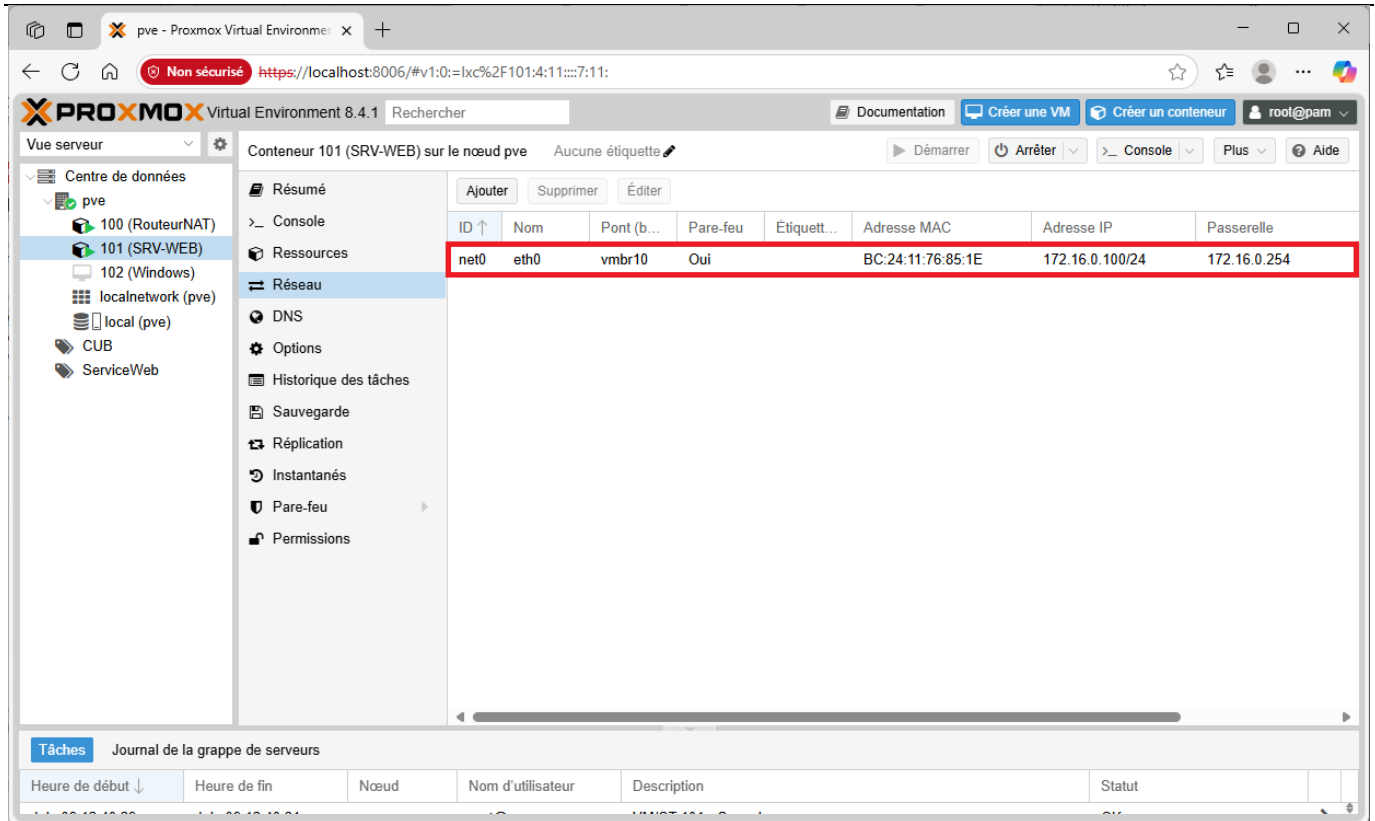 pve - Proxmox Virtual Environmer
Non sécurisé https://localhost:8006/#v1:0:=lxc%2F101:4:11::::7:11:
PROXMOX Virtual Environment 8.4.1 Rechercher Documentation Créer une VM Créer un conteneur root@pam
Vue serveur
Conteneur 101 (SRV-WEB) sur le nœud pve Aucune étiquette Démarrer Arrêter Console Plus Aide
Centre de données
pve
100 (RouteurNAT)
101 (SRV-WEB)
102 (Windows)
localnetwork (pve)
local (pve)
CUB
ServiceWeb
Résumé
>_ Console
Ressources
Réseau
DNS
Options
Historique des tâches
Sauvegarde
Réplication
Instantanés
Pare-feu
Permissions
Ajouter Supprimer Éditer
ID Nom Pont (b... Pare-feu Étiquett... Adresse MAC Adresse IP Passerelle
net0 eth0 vmbr10 Oui BC:24:11:76:85:1E 172.16.0.100/24 172.16.0.254
Tâches Journal de la grappe de serveurs
Heure de début Heure de fin Nœud Nom d'utilisateur Description Statut